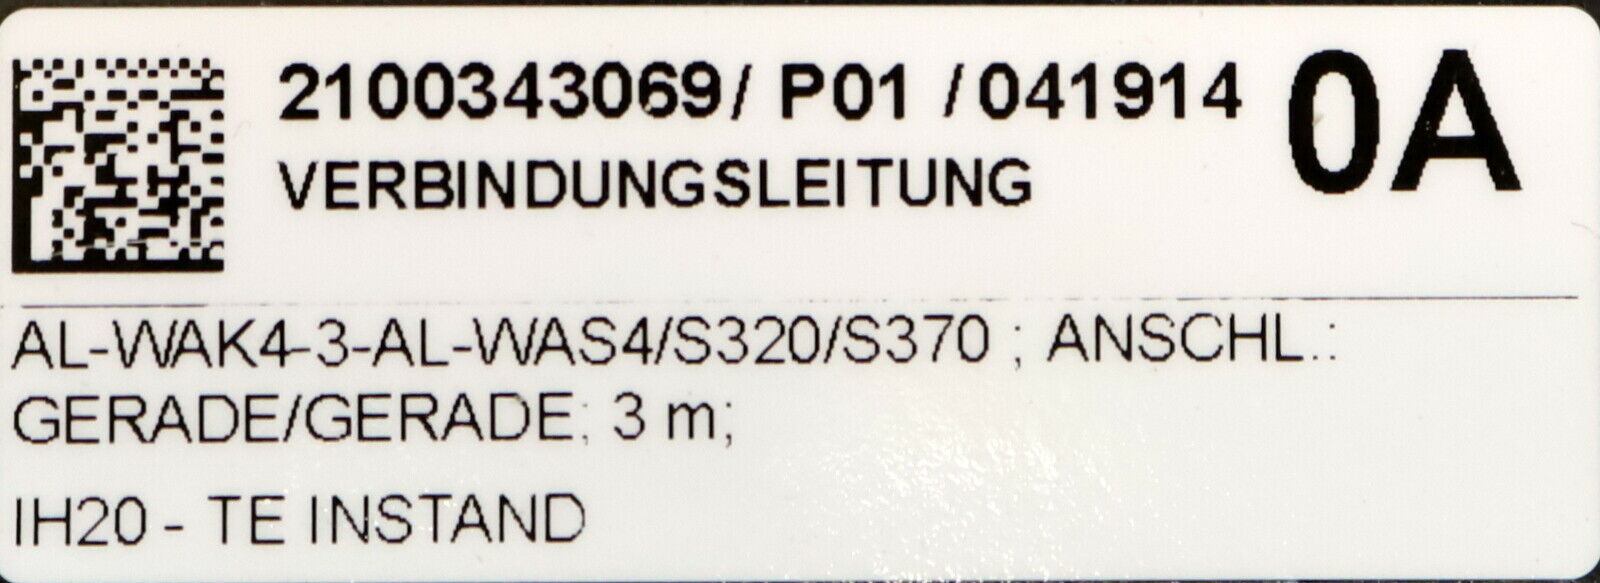 2100343069/ P01 /041914 0A
VERBINDUNGSLEITUNG
AL-WAK4-3-AL-WAS4/S320/S370 ; ANSCHL.:
GERADE/GERADE; 3 m;
IH20 - TE INSTAND